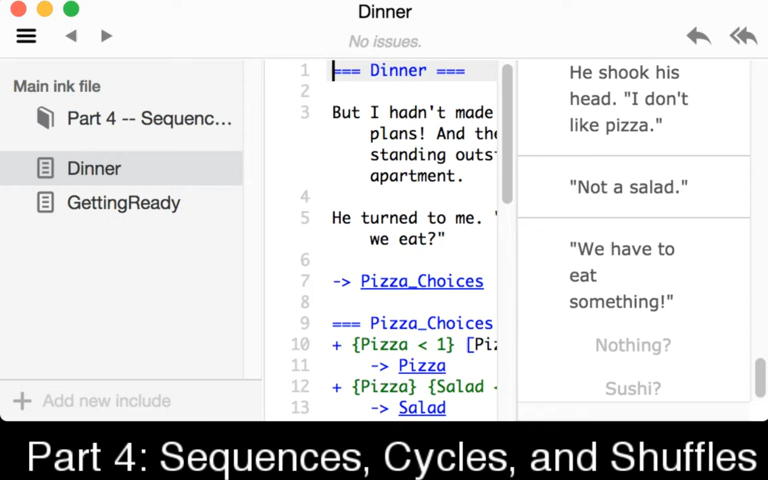 Dinner
No issues.
Main ink file
Part 4 -- Sequenc...
Dinner
GettingReady
Add new include
1 === Dinner ===
2
3 But I hadn't made
plans! And the
standing outs
apartment.
4
5 He turned to me. "
we eat?"
6
7 -> Pizza_Choices
8
9 === Pizza_Choices
10 + {Pizza < 1} [Piz
11 -> Pizza
12 + {Pizza} {Salad <
13 -> Salad
He shook his
head. "I don't
like pizza."
"Not a salad."
"We have to
eat
something!"
Nothing?
Sushi?
Part 4: Sequences, Cycles, and Shuffles